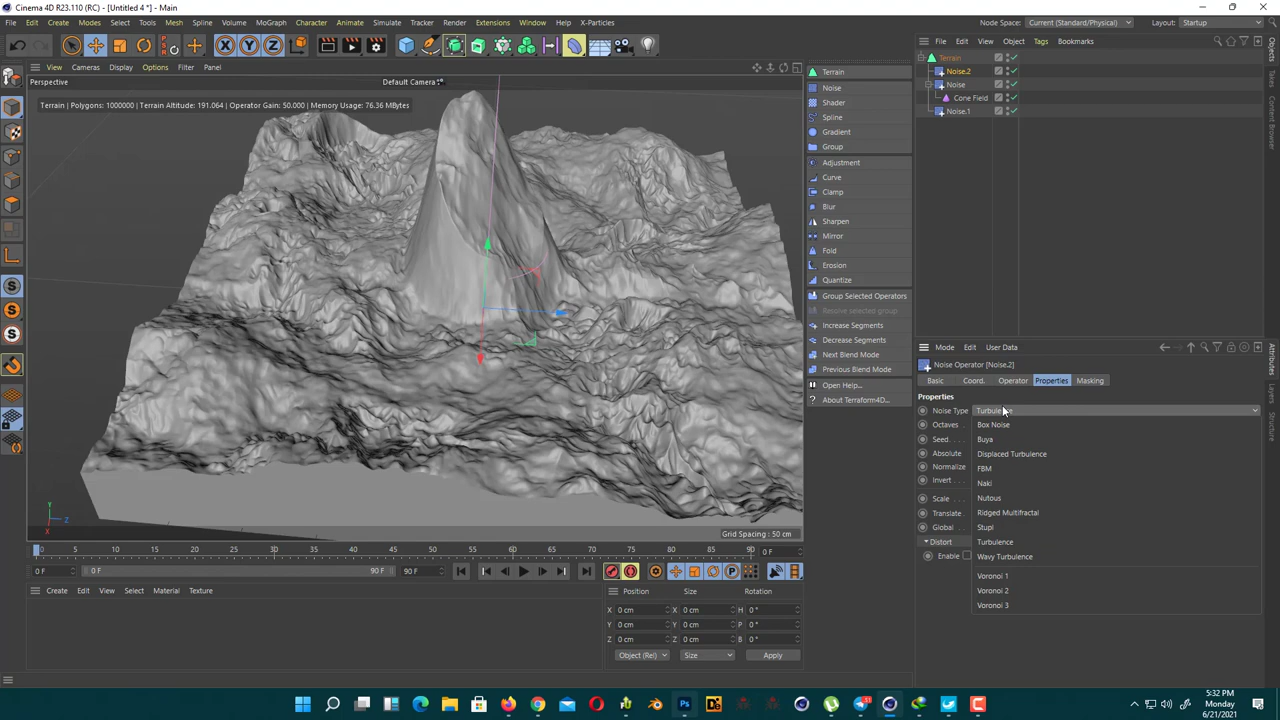 Cinema 4D R23.110 (RC) - [Untitled 4 *] - Main
File Edit Create Modes Select Tools Mesh Spline Volume MoGraph Character Animate Simulate Tracker Render Extensions Window Help X-Particles
Node Space: Current (Standard/Physical) Layout: Startup
View Cameras Display Options Filter Panel
Perspective
Default Camera
Terrain | Polygons: 1000000 | Terrain Altitude: 191.064 | Operator Gain: 50.000 | Memory Usage: 76.36 MBytes
Y
Z
X
Grid Spacing : 50 cm
Terrain
Noise
Shader
Spline
Gradient
Group
Adjustment
Curve
Clamp
Blur
Sharpen
Mirror
Fold
Erosion
Quantize
Group Selected Operators
Resolve selected group
Increase Segments
Decrease Segments
Next Blend Mode
Previous Blend Mode
Open Help...
About Terraform4D...
File Edit View Object Tags Bookmarks
Terrain
Noise.2
Noise
Cone Field
Noise.1
Objects
Takes
Content Browser
Mode Edit User Data
Noise Operator [Noise.2]
Basic Coord. Operator Properties Masking
Properties
Noise Type Turbulence
Octaves
Seed. . .
Absolute
Normalize
Invert . . .
Scale . . .
Translate.
Global . .
Distort
Enable
Box Noise
Buya
Displaced Turbulence
FBM
Naki
Nutous
Ridged Multifractal
Stupl
Turbulence
Wavy Turbulence
Voronoi 1
Voronoi 2
Voronoi 3
Attributes
Layers
Structure
0 5 10 15 20 25 30 35 40 45 50 55 60 65 70 75 80 85 90 0 F
0 F 0 F 90 F 90 F
Create Edit View Select Material Texture
Position Size Rotation
X 0 cm X 0 cm H 0 °
Y 0 cm Y 0 cm P 0 °
Z 0 cm Z 0 cm B 0 °
Object (Rel) Size Apply
5:32 PM
Monday
6/21/2021